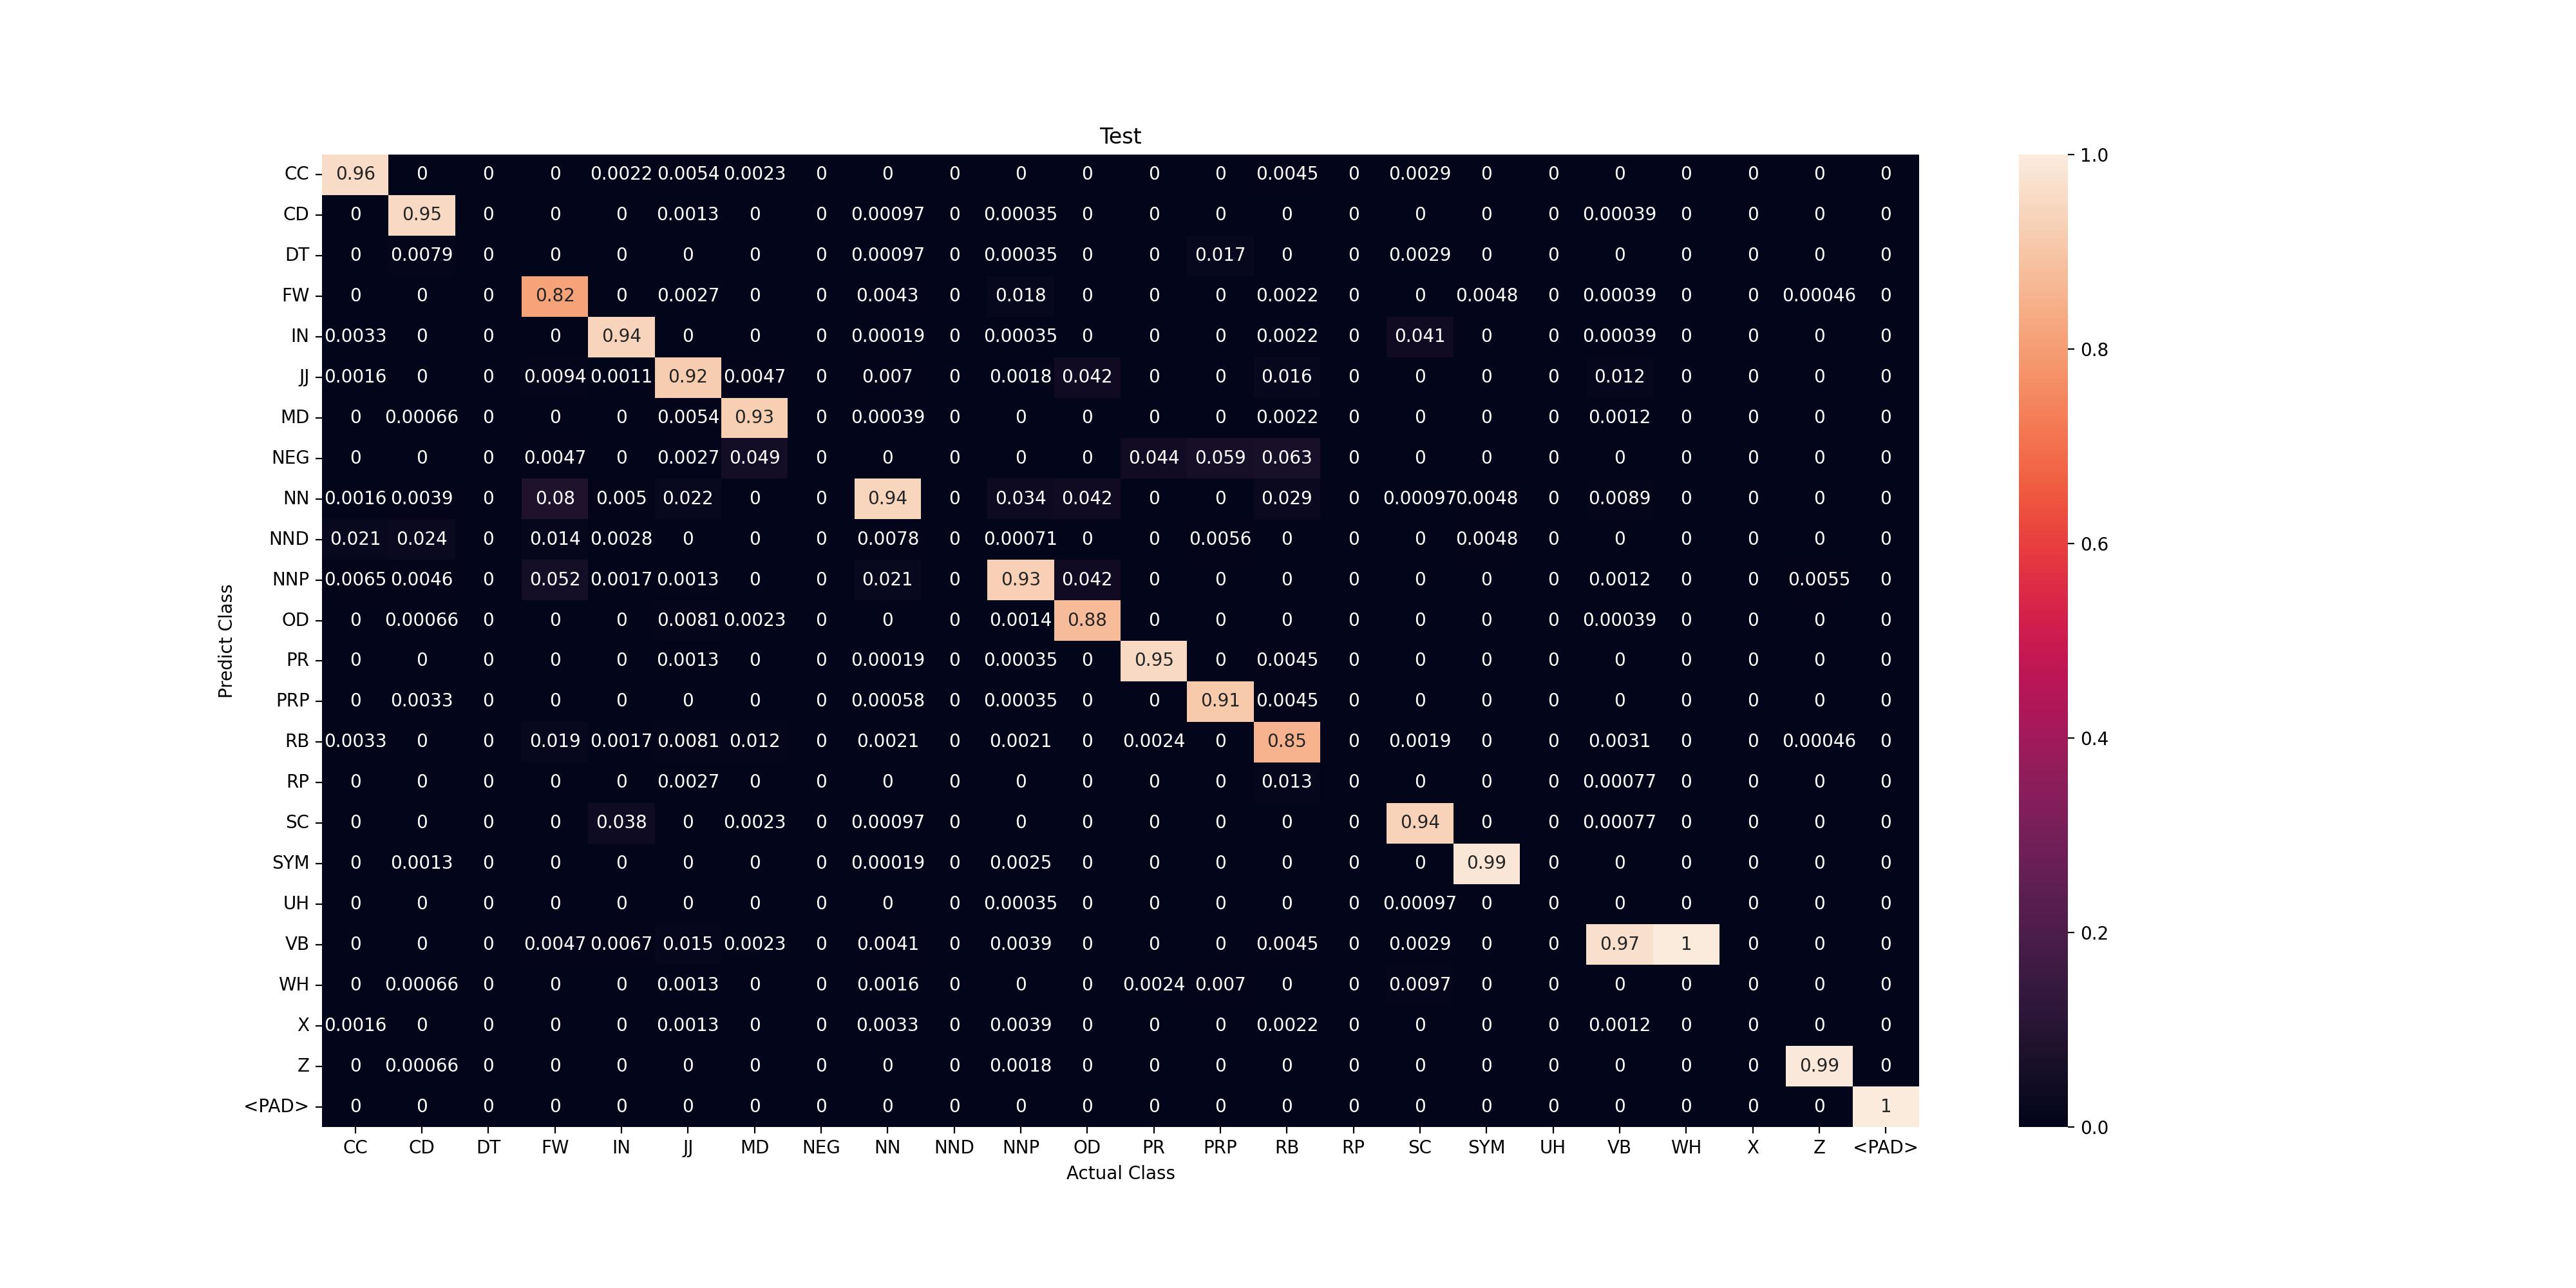 Test
CC 0.96 0 0 0 0.0022 0.0054 0.0023 0 0 0 0 0 0 0 0.0045 0 0.0029 0 0 0 0 0 0 0
CD 0 0.95 0 0 0 0.0013 0 0 0.00097 0 0.00035 0 0 0 0 0 0 0 0 0.00039 0 0 0 0
DT 0 0.0079 0 0 0 0 0 0 0.00097 0 0.00035 0 0 0.017 0 0 0.0029 0 0 0 0 0 0 0
FW 0 0 0 0.82 0 0.0027 0 0 0.0043 0 0.018 0 0 0 0.0022 0 0 0.0048 0 0.00039 0 0 0.00046 0
IN 0.0033 0 0 0 0.94 0 0 0 0.00019 0 0.00035 0 0 0 0.0022 0 0.041 0 0 0.00039 0 0 0 0
JJ 0.0016 0 0 0.0094 0.0011 0.92 0.0047 0 0.007 0 0.0018 0.042 0 0 0.016 0 0 0 0 0.012 0 0 0 0
MD 0 0.00066 0 0 0 0.0054 0.93 0 0.00039 0 0 0 0 0 0.0022 0 0 0 0 0.0012 0 0 0 0
NEG 0 0 0 0.0047 0 0.0027 0.049 0 0 0 0 0 0.044 0.059 0.063 0 0 0 0 0 0 0 0 0
NN 0.0016 0.0039 0 0.08 0.005 0.022 0 0 0.94 0 0.034 0.042 0 0 0.029 0 0.00097 0.0048 0 0.0089 0 0 0 0
NND 0.021 0.024 0 0.014 0.0028 0 0 0 0.0078 0 0.00071 0 0 0.0056 0 0 0 0.0048 0 0 0 0 0 0
NNP 0.0065 0.0046 0 0.052 0.0017 0.0013 0 0 0.021 0 0.93 0.042 0 0 0 0 0 0 0 0.0012 0 0 0.0055 0
OD 0 0.00066 0 0 0 0.0081 0.0023 0 0 0 0.0014 0.88 0 0 0 0 0 0 0 0.00039 0 0 0 0
PR 0 0 0 0 0 0.0013 0 0 0.00019 0 0.00035 0 0.95 0 0.0045 0 0 0 0 0 0 0 0 0
PRP 0 0.0033 0 0 0 0 0 0 0.00058 0 0.00035 0 0 0.91 0.0045 0 0 0 0 0 0 0 0 0
RB 0.0033 0 0 0.019 0.0017 0.0081 0.012 0 0.0021 0 0.0021 0 0.0024 0 0.85 0 0.0019 0 0 0.0031 0 0 0.00046 0
RP 0 0 0 0 0 0.0027 0 0 0 0 0 0 0 0 0.013 0 0 0 0 0.00077 0 0 0 0
SC 0 0 0 0 0.038 0 0.0023 0 0.00097 0 0 0 0 0 0 0 0.94 0 0 0.00077 0 0 0 0
SYM 0 0.0013 0 0 0 0 0 0 0.00019 0 0.0025 0 0 0 0 0 0 0.99 0 0 0 0 0 0
UH 0 0 0 0 0 0 0 0 0 0 0.00035 0 0 0 0 0 0.00097 0 0 0 0 0 0 0
VB 0 0 0 0.0047 0.0067 0.015 0.0023 0 0.0041 0 0.0039 0 0 0 0.0045 0 0.0029 0 0 0.97 1 0 0 0
WH 0 0.00066 0 0 0 0.0013 0 0 0.0016 0 0 0 0.0024 0.007 0 0 0.0097 0 0 0 0 0 0 0
X 0.0016 0 0 0 0 0.0013 0 0 0.0033 0 0.0039 0 0 0 0.0022 0 0 0 0 0.0012 0 0 0 0
Z 0 0.00066 0 0 0 0 0 0 0 0 0.0018 0 0 0 0 0 0 0 0 0 0 0 0.99 0
<PAD> 0 0 0 0 0 0 0 0 0 0 0 0 0 0 0 0 0 0 0 0 0 0 0 1
CC CD DT FW IN JJ MD NEG NN NND NNP OD PR PRP RB RP SC SYM UH VB WH X Z <PAD>
Actual Class
Predict Class
1.0
0.8
0.6
0.4
0.2
0.0